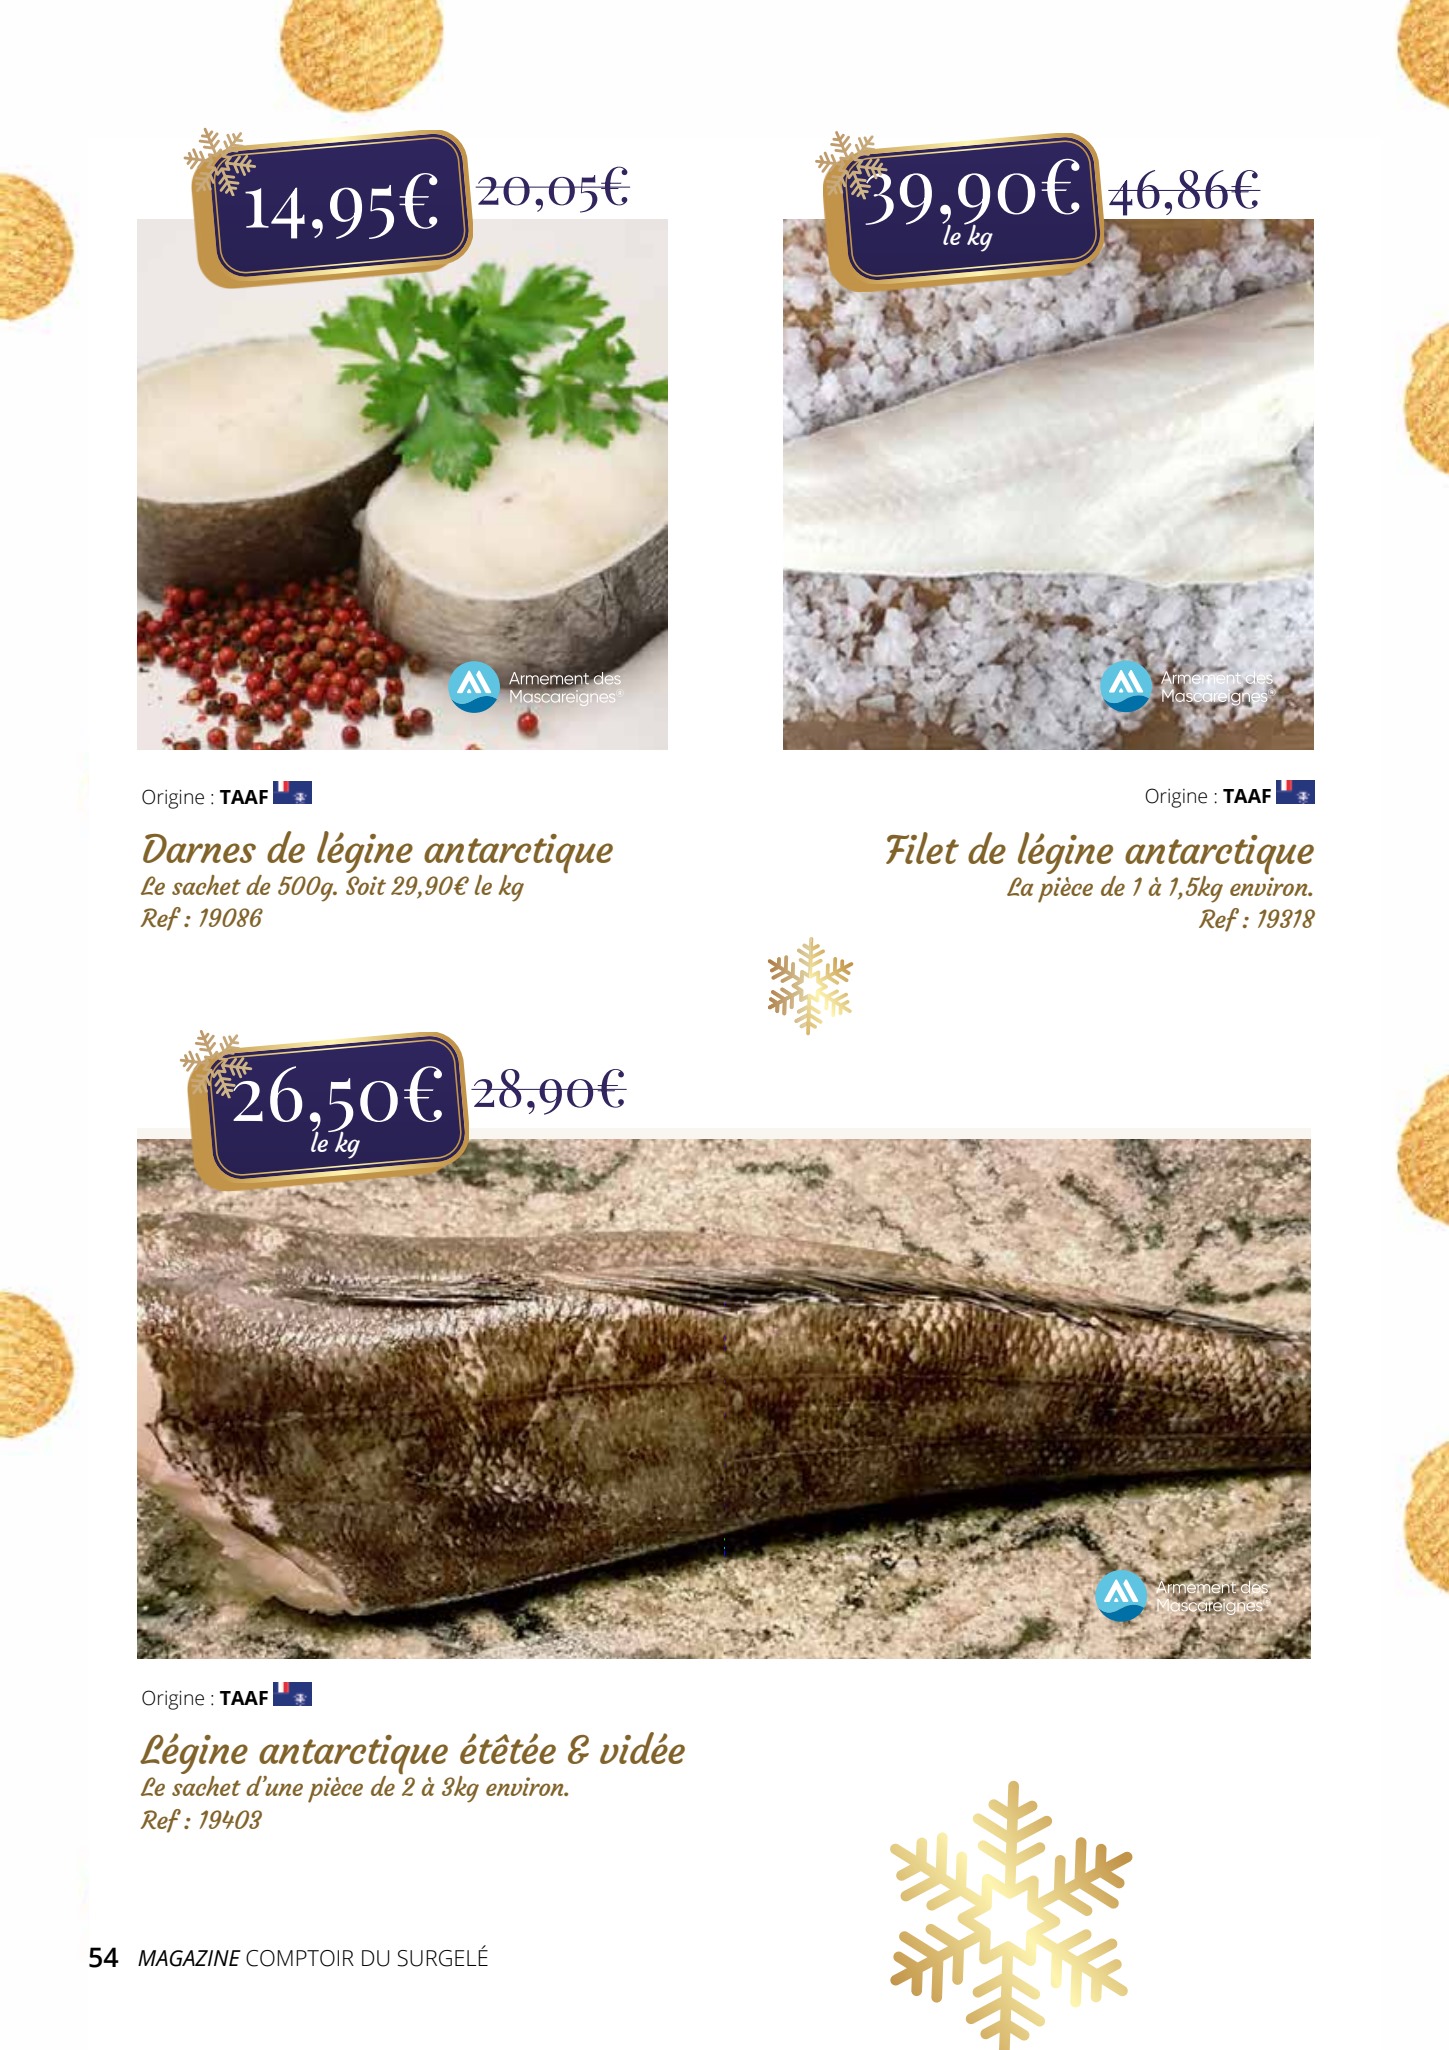 14,95€
20,05€
39,90€
le kg
46,86€
Armement des
Mascareignes®
Armement des
Mascareignes®
Origine : TAAF
Darnes de légine antarctique
Le sachet de 500g. Soit 29,90€ le kg
Ref : 19086
Origine : TAAF
Filet de légine antarctique
La pièce de 1 à 1,5kg environ.
Ref : 19318
26,50€
le kg
28,90€
Armement des
Mascareignes®
Origine : TAAF
Légine antarctique étêtée & vidée
Le sachet d'une pièce de 2 à 3kg environ.
Ref : 19403
54 MAGAZINE COMPTOIR DU SURGELÉ